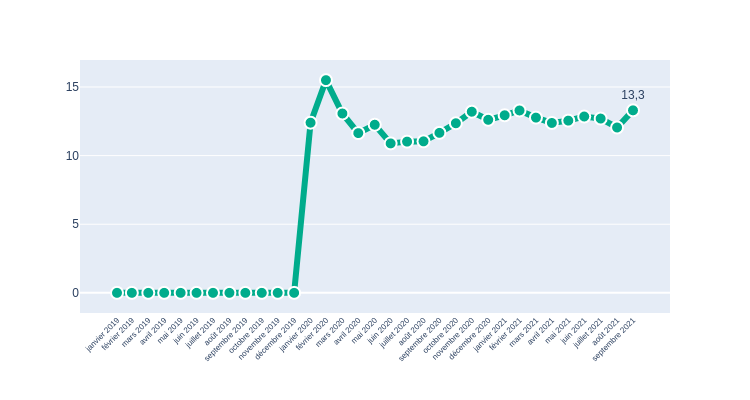 15
10
5
0
13,3
janvier 2019
février 2019
mars 2019
avril 2019
mai 2019
juin 2019
juillet 2019
août 2019
septembre 2019
octobre 2019
novembre 2019
décembre 2019
janvier 2020
février 2020
mars 2020
avril 2020
mai 2020
juin 2020
juillet 2020
août 2020
septembre 2020
octobre 2020
novembre 2020
décembre 2020
janvier 2021
février 2021
mars 2021
avril 2021
mai 2021
juin 2021
juillet 2021
août 2021
septembre 2021